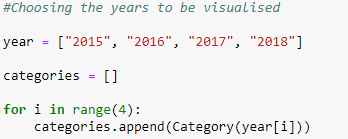 #Choosing the years to be visualised
year = ["2015", "2016", "2017", "2018"]
categories = []
for i in range(4):
    categories.append(Category(year[i]))